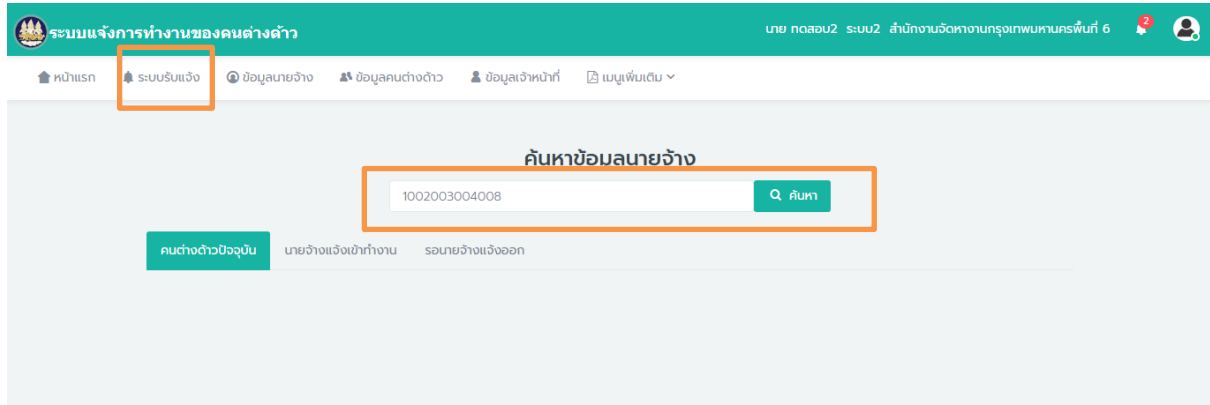 ระบบแจ้งการทำงานของคนต่างด้าว
นาย ทดสอบ2 ระบบ2 สำนักงานจัดหางานกรุงเทพมหานครพื้นที่ 6
2
หน้าแรก ระบบรับแจ้ง ข้อมูลนายจ้าง ข้อมูลคนต่างด้าว ข้อมูลเจ้าหน้าที่ เมนูเพิ่มเติม
ค้นหาข้อมูลนายจ้าง
1002003004008 ค้นหา
คนต่างด้าวปัจจุบัน นายจ้างแจ้งเข้าทำงาน รอนายจ้างแจ้งออก